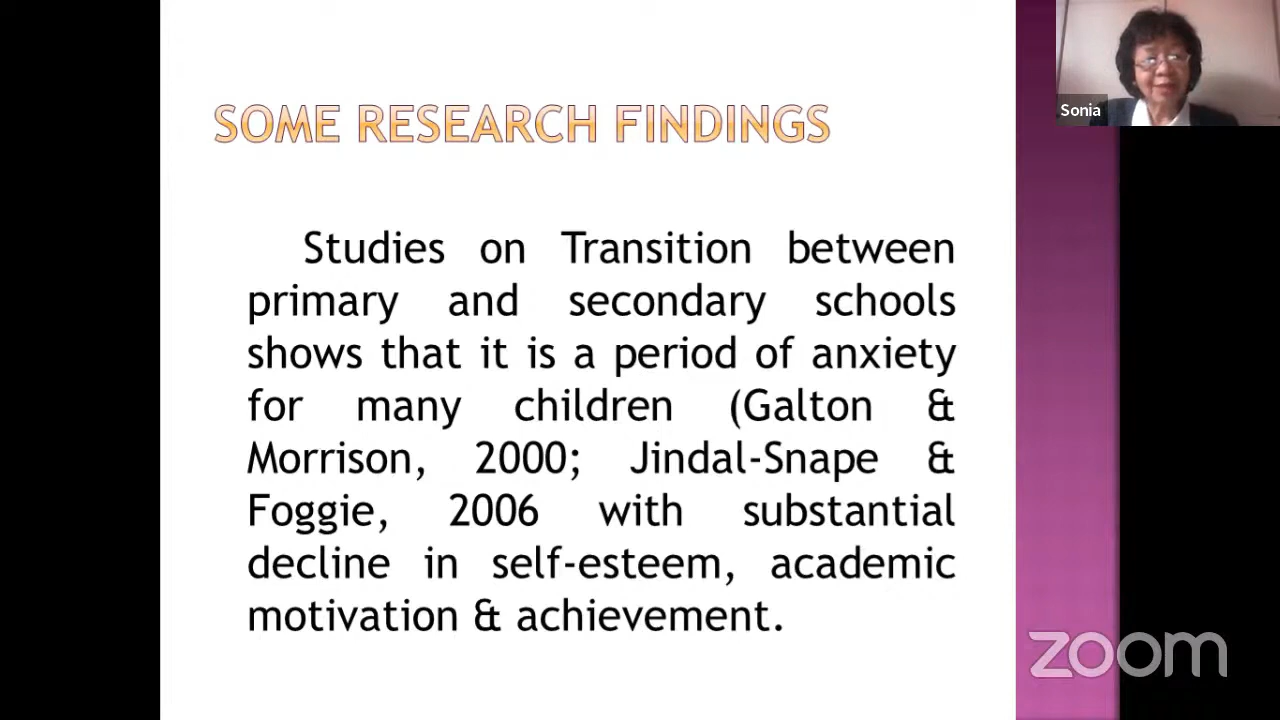 SOME RESEARCH FINDINGS
Studies on Transition between
primary and secondary schools
shows that it is a period of anxiety
for many children (Galton &
Morrison, 2000; Jindal-Snape &
Foggie, 2006 with substantial
decline in self-esteem, academic
motivation & achievement.
Sonia
zoom